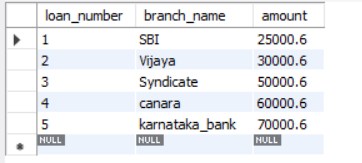 loan_number branch_name amount
1 SBI 25000.6
2 Vijaya 30000.6
3 Syndicate 50000.6
4 canara 60000.6
5 karnataka_bank 70000.6
NULL NULL NULL